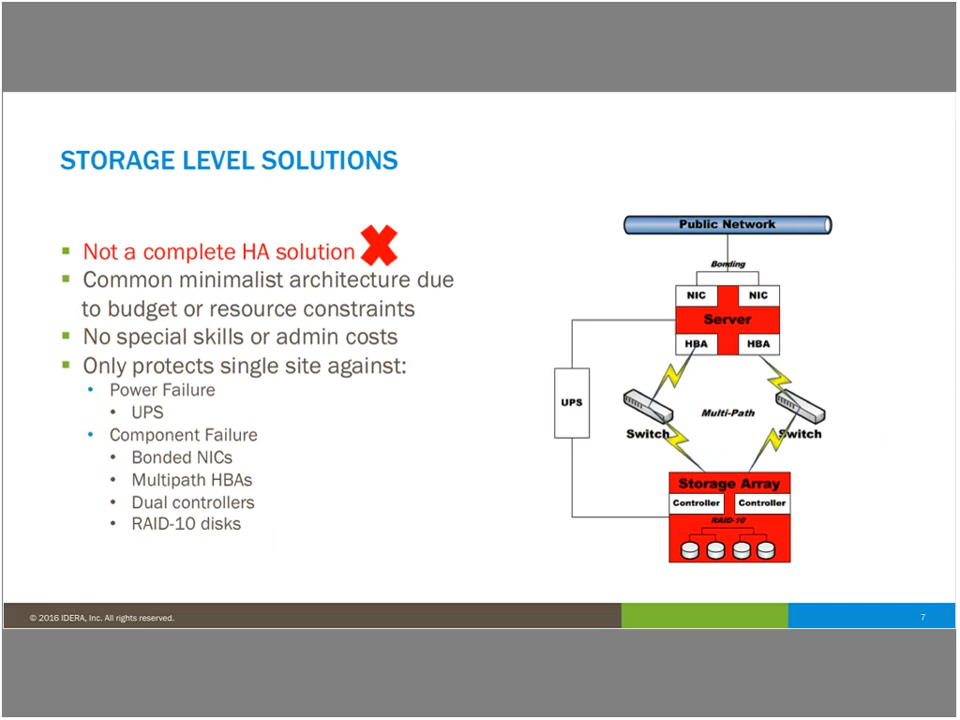 STORAGE LEVEL SOLUTIONS
Not a complete HA solution
Common minimalist architecture due
to budget or resource constraints
No special skills or admin costs
Only protects single site against:
Power Failure
UPS
Component Failure
Bonded NICs
Multipath HBAs
Dual controllers
RAID-10 disks
Public Network
Bonding
NIC NIC
Server
HBA HBA
UPS
Multi-Path
Switch Switch
Storage Array
Controller Controller
RAID-10
© 2016 IDERA, Inc. All rights reserved.
7